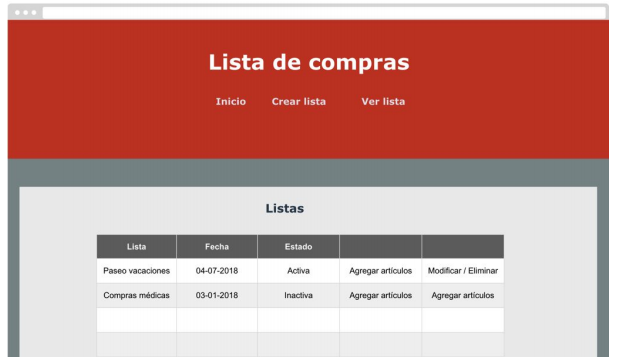 Lista de compras
Inicio Crear lista Ver lista
Listas
Lista Fecha Estado
Paseo vacaciones 04-07-2018 Activa Agregar artículos Modificar / Eliminar
Compras médicas 03-01-2018 Inactiva Agregar artículos Agregar artículos